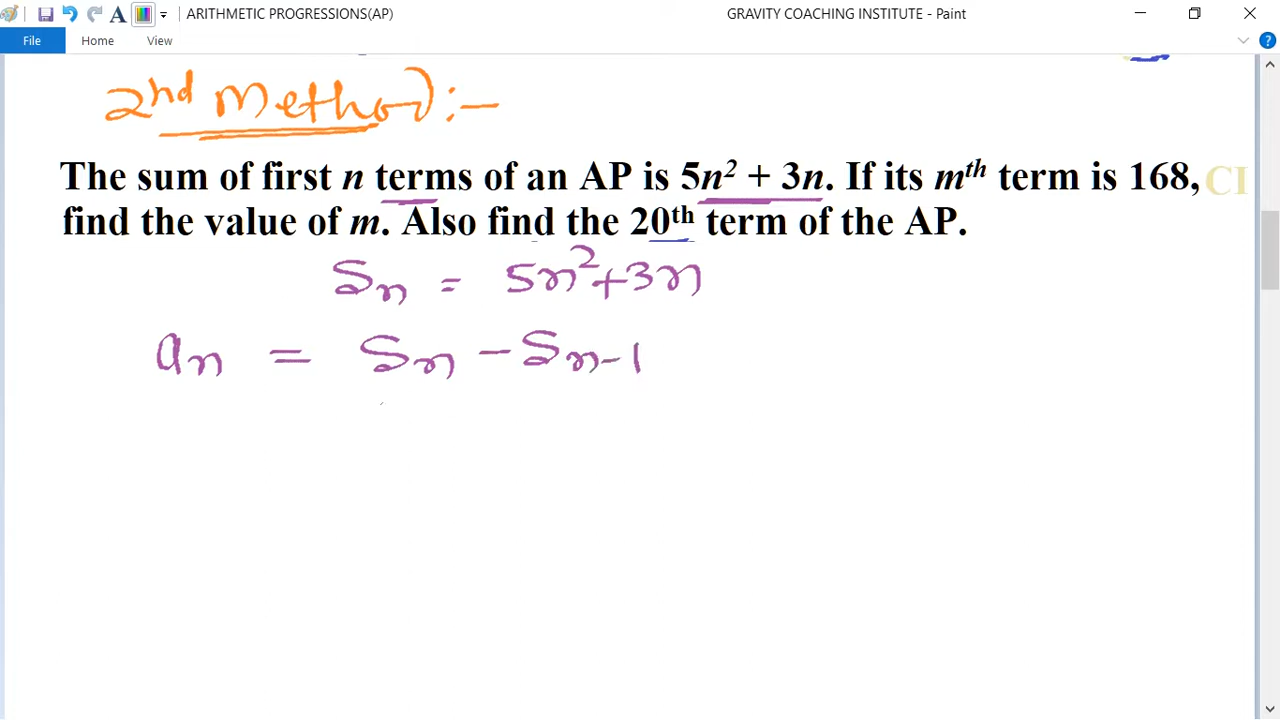 ARITHMETIC PROGRESSIONS(AP) GRAVITY COACHING INSTITUTE - Paint
File Home View
2nd Method:-
The sum of first n terms of an AP is 5n² + 3n. If its mᵗʰ term is 168, CI
find the value of m. Also find the 20ᵗʰ term of the AP.
Sn = 5n²+3n
an = Sn - Sn-1